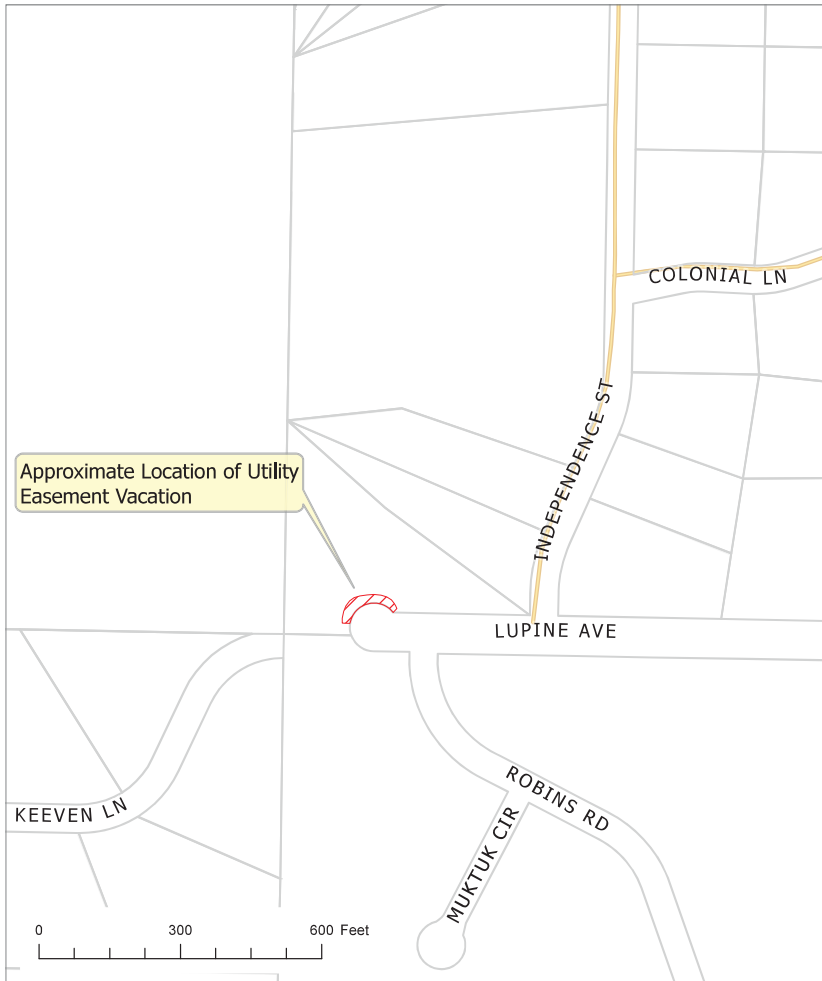 COLONIAL LN
INDEPENDENCE ST
Approximate Location of Utility
Easement Vacation
LUPINE AVE
KEEVEN LN
ROBINS RD
MUKTUK CIR
0 300 600 Feet